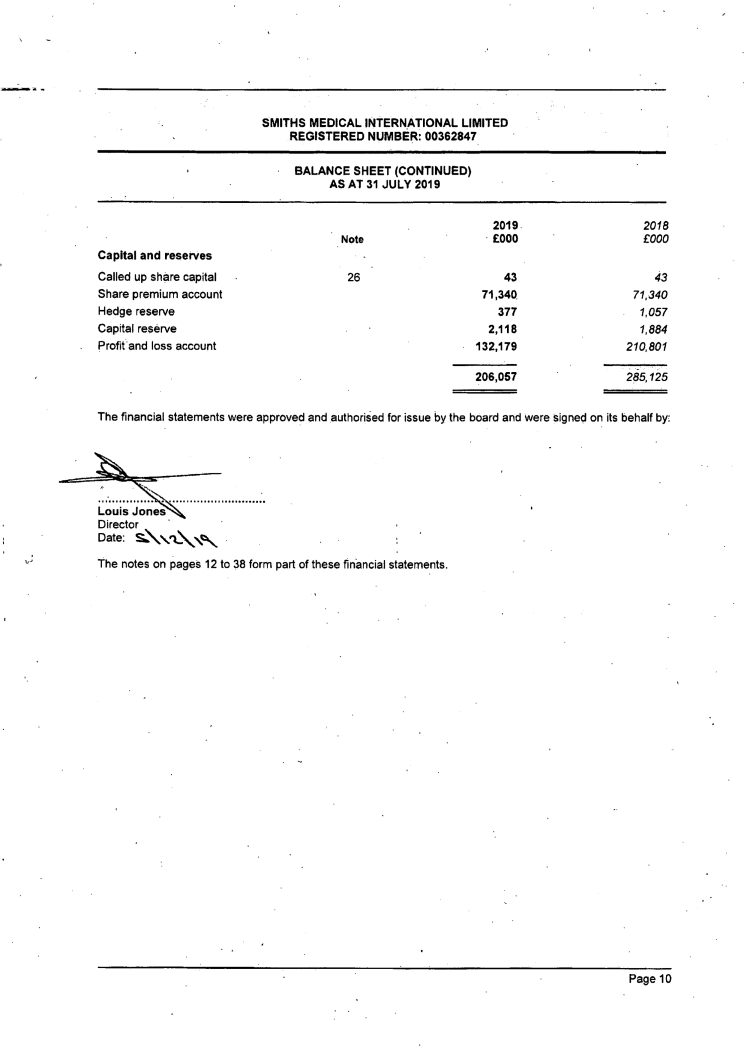 SMITHS MEDICAL INTERNATIONAL LIMITED
REGISTERED NUMBER: 00362847
BALANCE SHEET (CONTINUED)
AS AT 31 JULY 2019
2019 2018
Note £000 £000
Capital and reserves
Called up share capital 26 43 43
Share premium account 71,340 71,340
Hedge reserve 377 1,057
Capital reserve 2,118 1,884
Profit and loss account 132,179 210,801
206,057 285,125
The financial statements were approved and authorised for issue by the board and were signed on its behalf by:
Louis Jones
Director
Date: 5\12\19
The notes on pages 12 to 38 form part of these financial statements.
Page 10